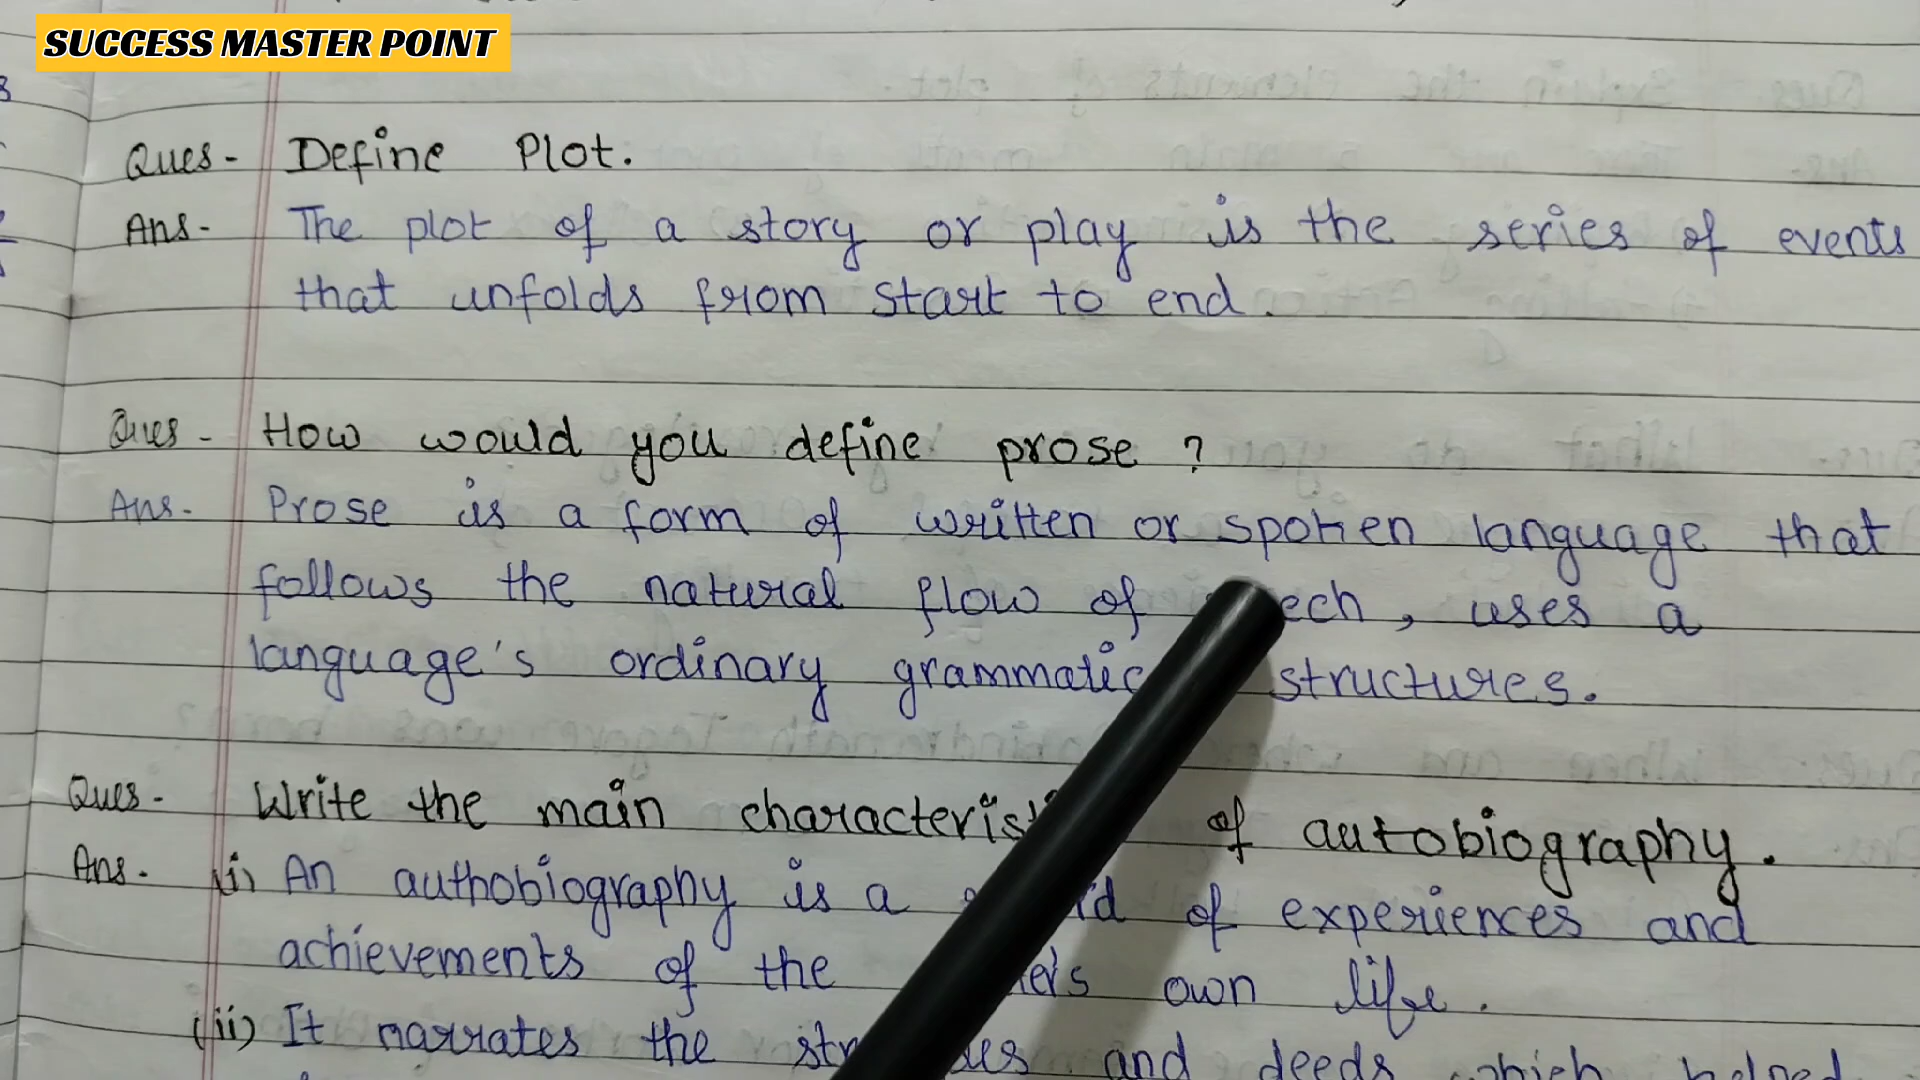 SUCCESS MASTER POINT
Ques- Define Plot.
Ans- The plot of a story or play is the series of events
that unfolds from start to end.
Ques- How would you define prose ?
Ans- Prose is a form of written or spoken language that
follows the natural flow of ech, uses a
language's ordinary grammatic structures.
Ques- Write the main characteris of autobiography.
Ans- (i) An authobiography is a of experiences and
achievements of the own life.
(ii) It narrates the and deeds which helped